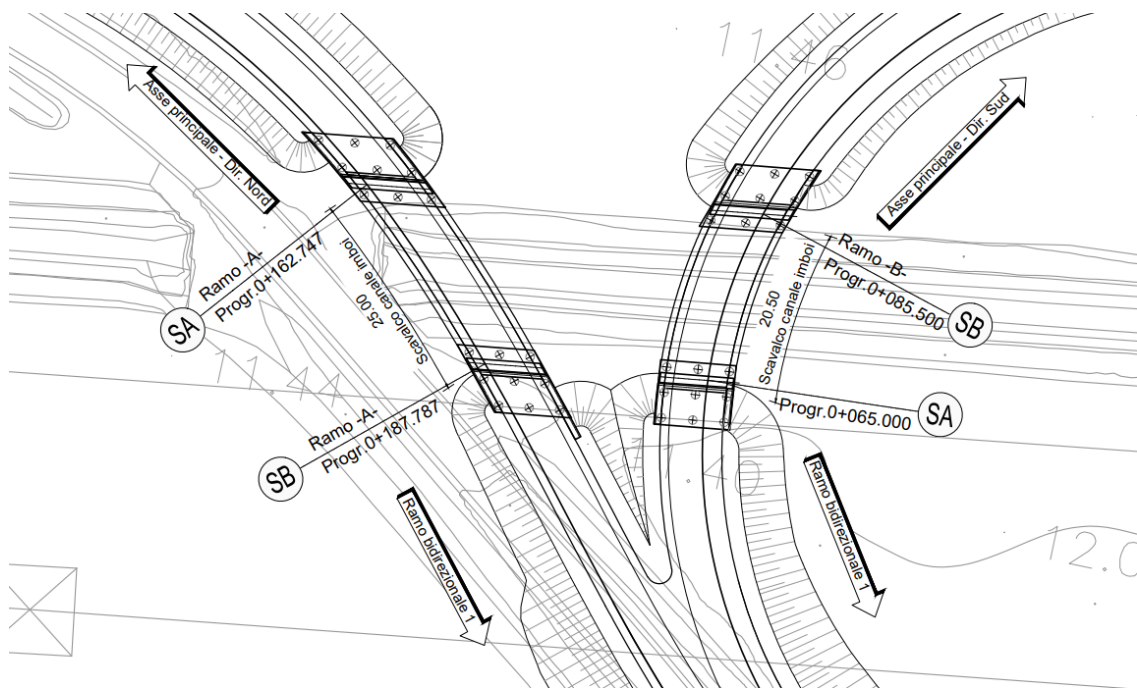 11.46
Asse principale - Dir. Nord
Asse principale - Dir. Sud
Ramo -A-
Progr.0+162.747
SA
25.00
Scavalco canale imboi
Ramo -B-
Progr.0+085.500
SB
20.50
Scavalco canale imboi
11.44
Ramo -A-
Progr.0+187.787
SB
Progr.0+065.000
SA
11.40
Ramo bidirezionale 1
Ramo bidirezionale 1
12.0